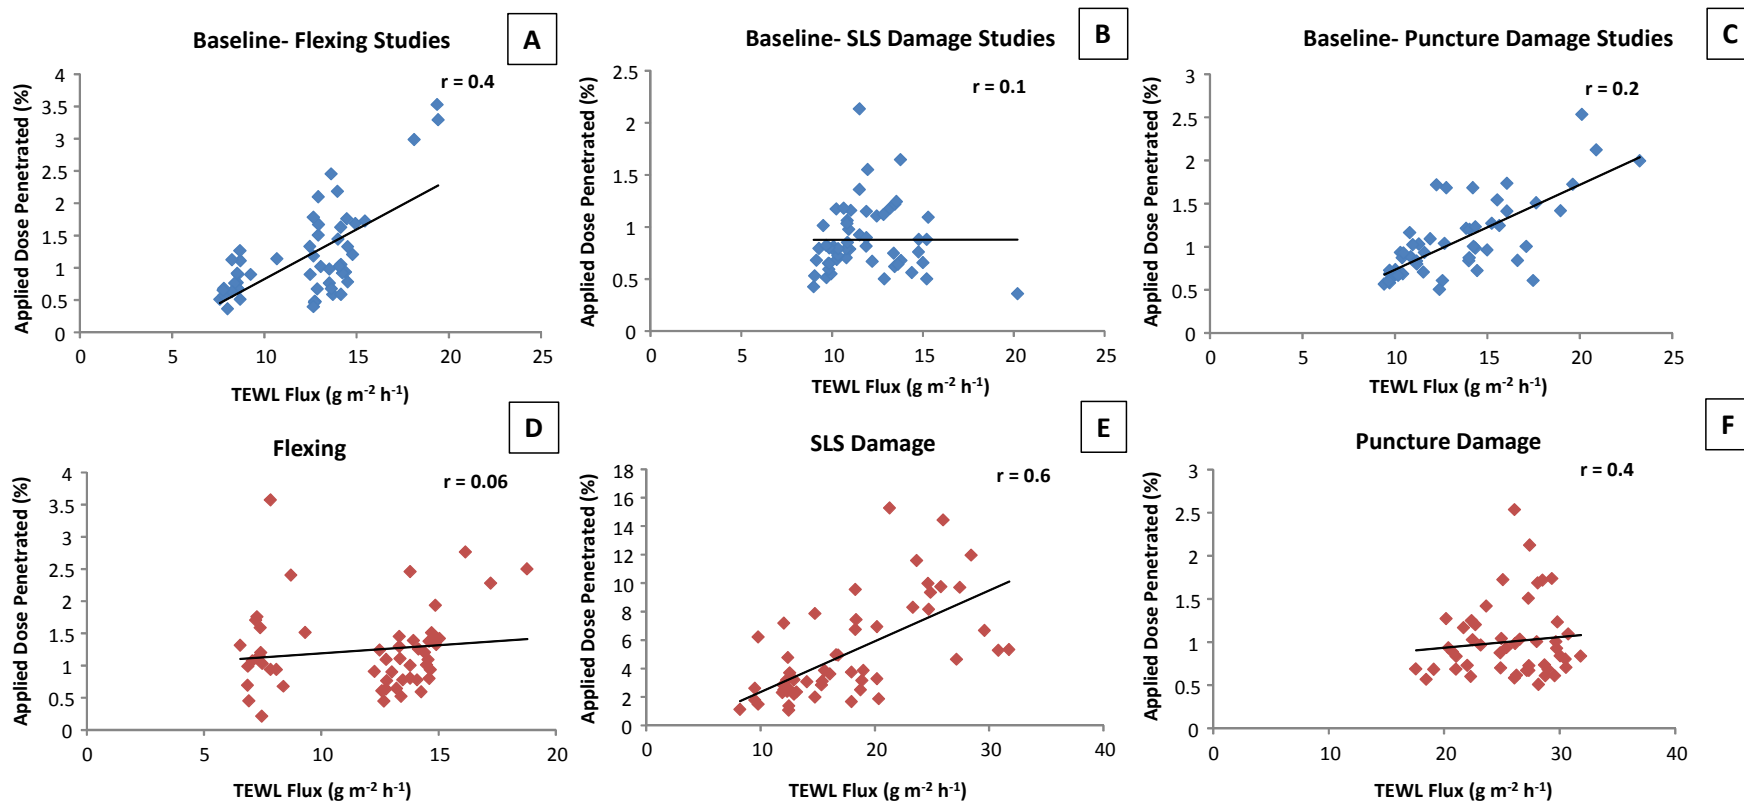 Baseline- Flexing Studies
A
r = 0.4
Applied Dose Penetrated (%)
4
3.5
3
2.5
2
1.5
1
0.5
0
0 5 10 15 20 25
TEWL Flux (g m⁻² h⁻¹)
Baseline- SLS Damage Studies
B
r = 0.1
Applied Dose Penetrated (%)
2.5
2
1.5
1
0.5
0
0 5 10 15 20 25
TEWL Flux (g m⁻² h⁻¹)
Baseline- Puncture Damage Studies
C
r = 0.2
Applied Dose Penetrated (%)
3
2.5
2
1.5
1
0.5
0
0 5 10 15 20 25
TEWL Flux (g m⁻² h⁻¹)
Flexing
D
r = 0.06
Applied Dose Penetrated (%)
4
3.5
3
2.5
2
1.5
1
0.5
0
0 5 10 15 20
TEWL Flux (g m⁻² h⁻¹)
SLS Damage
E
r = 0.6
Applied Dose Penetrated (%)
18
16
14
12
10
8
6
4
2
0
0 10 20 30 40
TEWL Flux (g m⁻² h⁻¹)
Puncture Damage
F
r = 0.4
Applied Dose Penetrated (%)
3
2.5
2
1.5
1
0.5
0
0 10 20 30 40
TEWL Flux (g m⁻² h⁻¹)